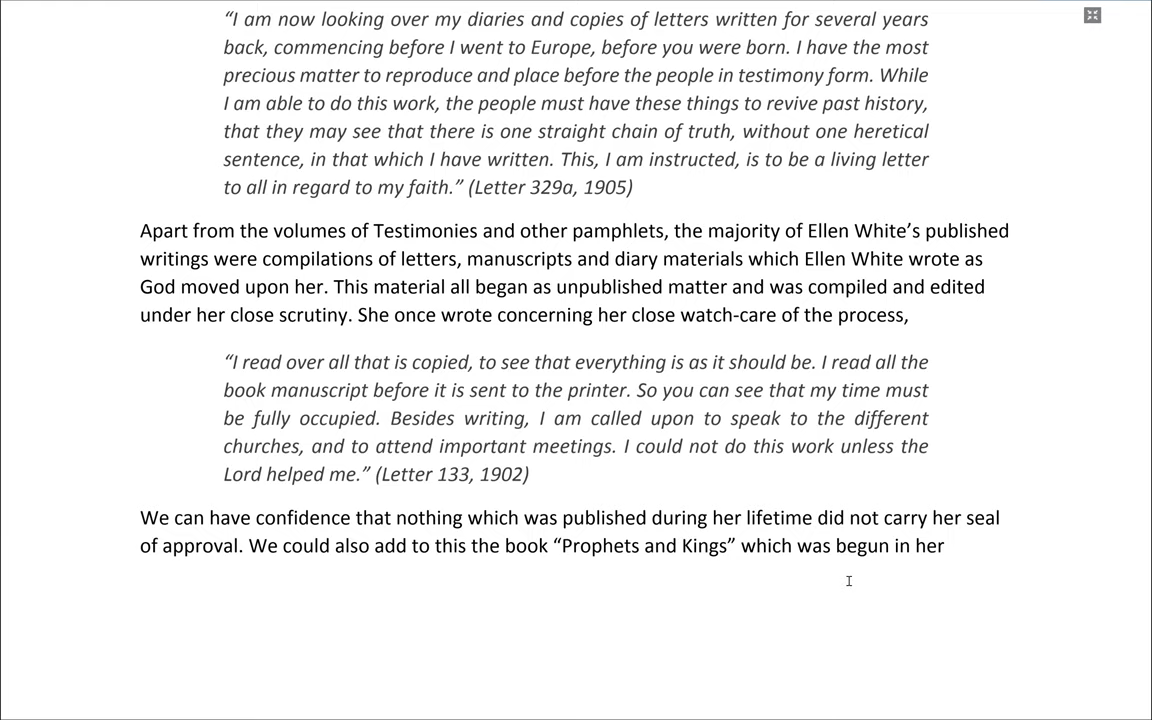 “I am now looking over my diaries and copies of letters written for several years
back, commencing before I went to Europe, before you were born. I have the most
precious matter to reproduce and place before the people in testimony form. While
I am able to do this work, the people must have these things to revive past history,
that they may see that there is one straight chain of truth, without one heretical
sentence, in that which I have written. This, I am instructed, is to be a living letter
to all in regard to my faith.” (Letter 329a, 1905)
Apart from the volumes of Testimonies and other pamphlets, the majority of Ellen White’s published
writings were compilations of letters, manuscripts and diary materials which Ellen White wrote as
God moved upon her. This material all began as unpublished matter and was compiled and edited
under her close scrutiny. She once wrote concerning her close watch-care of the process,
“I read over all that is copied, to see that everything is as it should be. I read all the
book manuscript before it is sent to the printer. So you can see that my time must
be fully occupied. Besides writing, I am called upon to speak to the different
churches, and to attend important meetings. I could not do this work unless the
Lord helped me.” (Letter 133, 1902)
We can have confidence that nothing which was published during her lifetime did not carry her seal
of approval. We could also add to this the book “Prophets and Kings” which was begun in her